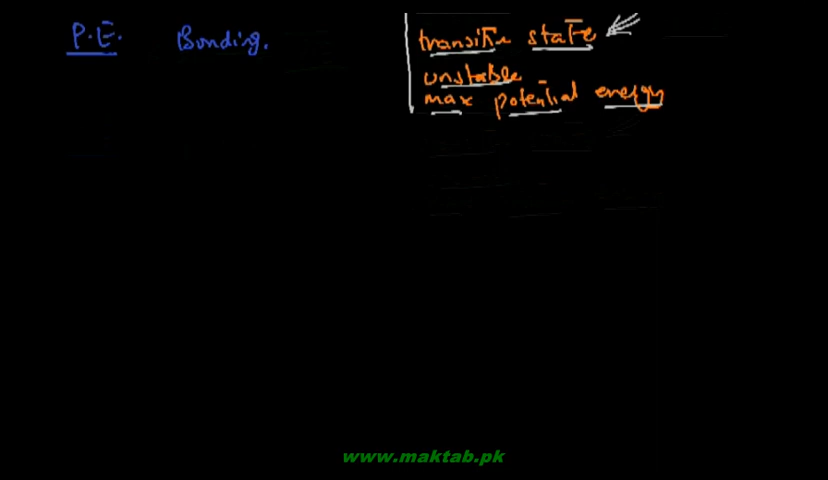 P.E. Bonding.
transition state
unstable
max potential energy
www.maktab.pk